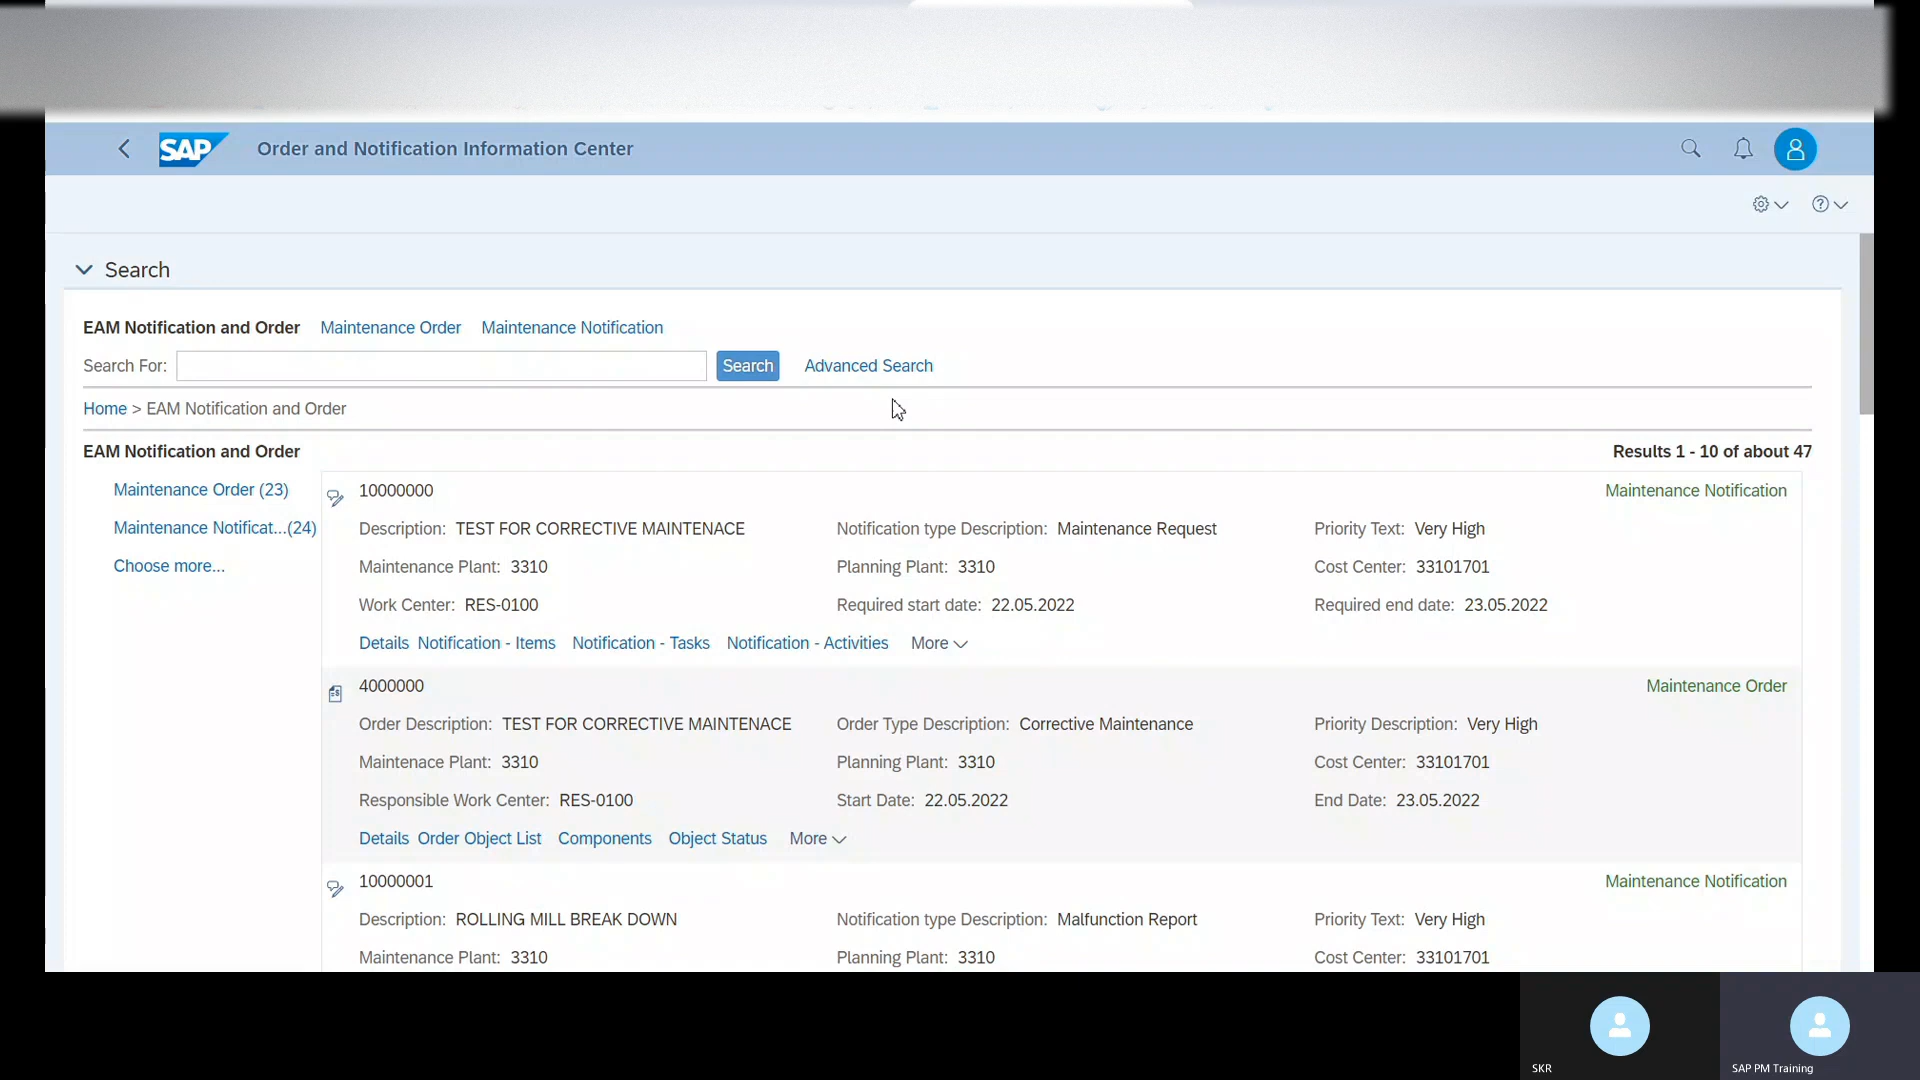 SAP Order and Notification Information Center
Search
EAM Notification and Order Maintenance Order Maintenance Notification
Search For: Search Advanced Search
Home > EAM Notification and Order
EAM Notification and Order Results 1 - 10 of about 47
Maintenance Order (23)
Maintenance Notificat...(24)
Choose more...
10000000 Maintenance Notification
Description: TEST FOR CORRECTIVE MAINTENACE Notification type Description: Maintenance Request Priority Text: Very High
Maintenance Plant: 3310 Planning Plant: 3310 Cost Center: 33101701
Work Center: RES-0100 Required start date: 22.05.2022 Required end date: 23.05.2022
Details Notification - Items Notification - Tasks Notification - Activities More
4000000 Maintenance Order
Order Description: TEST FOR CORRECTIVE MAINTENACE Order Type Description: Corrective Maintenance Priority Description: Very High
Maintenace Plant: 3310 Planning Plant: 3310 Cost Center: 33101701
Responsible Work Center: RES-0100 Start Date: 22.05.2022 End Date: 23.05.2022
Details Order Object List Components Object Status More
10000001 Maintenance Notification
Description: ROLLING MILL BREAK DOWN Notification type Description: Malfunction Report Priority Text: Very High
Maintenance Plant: 3310 Planning Plant: 3310 Cost Center: 33101701
SKR SAP PM Training